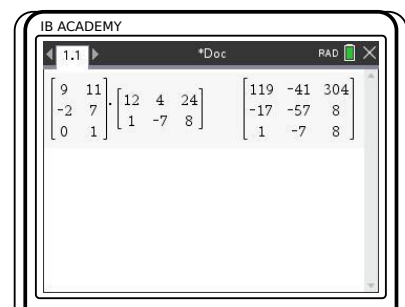 IB ACADEMY
1.1 *Doc RAD
[9 11] [119 -41 304]
[-2 7]·[12 4 24] [-17 -57 8]
[0 1] [1 -7 8] [1 -7 8]